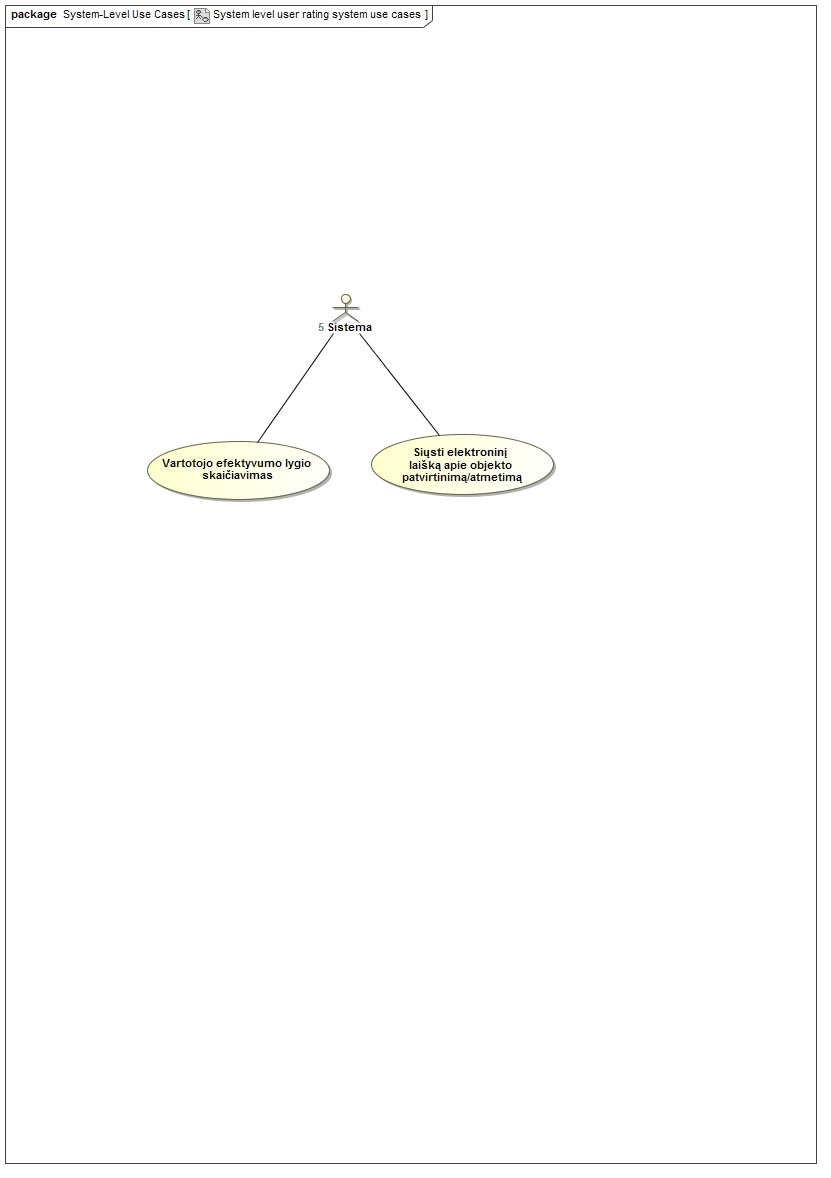 package System-Level Use Cases [ System level user rating system use cases ]
5 Sistema
Vartotojo efektyvumo lygio
skaičiavimas
Siųsti elektroninį
laišką apie objekto
patvirtinimą/atmetimą